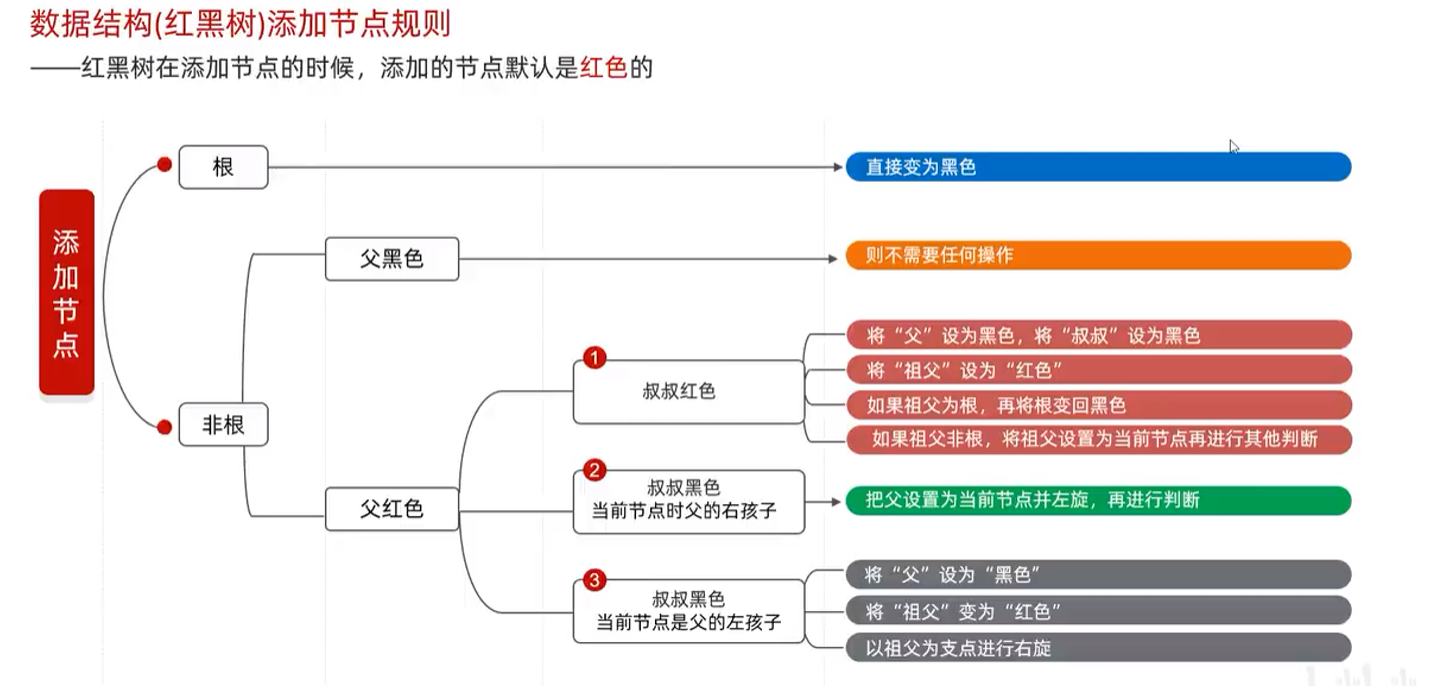 数据结构(红黑树)添加节点规则
——红黑树在添加节点的时候，添加的节点默认是红色的
添加节点
根
直接变为黑色
父黑色
则不需要任何操作
非根
父红色
1
叔叔红色
将“父”设为黑色，将“叔叔”设为黑色
将“祖父”设为“红色”
如果祖父为根，再将根变回黑色
如果祖父非根，将祖父设置为当前节点再进行其他判断
2
叔叔黑色
当前节点时父的右孩子
把父设置为当前节点并左旋，再进行判断
3
叔叔黑色
当前节点是父的左孩子
将“父”设为“黑色”
将“祖父”变为“红色”
以祖父为支点进行右旋